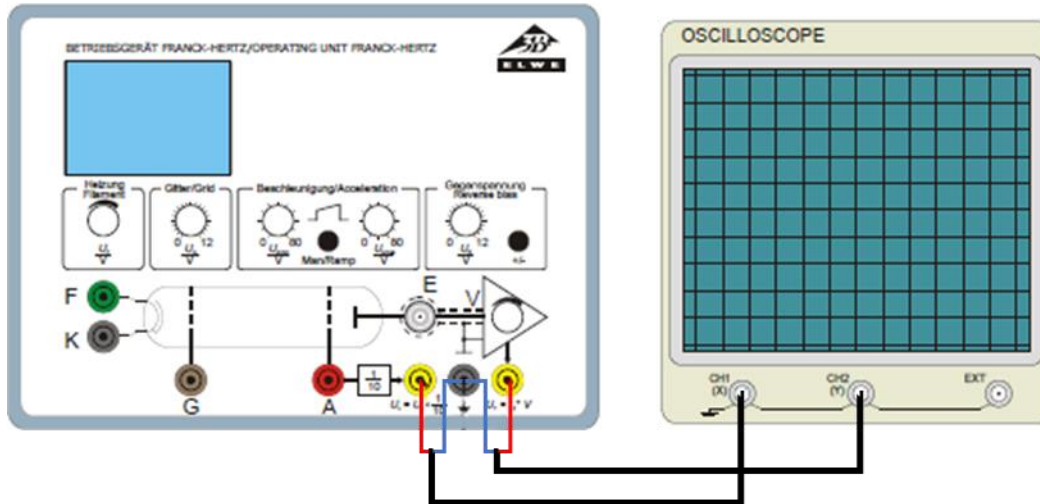 BETRIEBSGERÄT FRANCK-HERTZ/OPERATING UNIT FRANCK-HERTZ
3B
ELWE
OSCILLOSCOPE
Heizung
Filament
Gitter/Grid
Beschleunigung/Acceleration
Gegenspannung
Reverse bias
0 12
0 80
0 80
0 12
V
V
V
V
V
Man/Ramp
+/-
F
K
E
V
1
10
G
A
CH1
(X)
CH2
(Y)
EXT